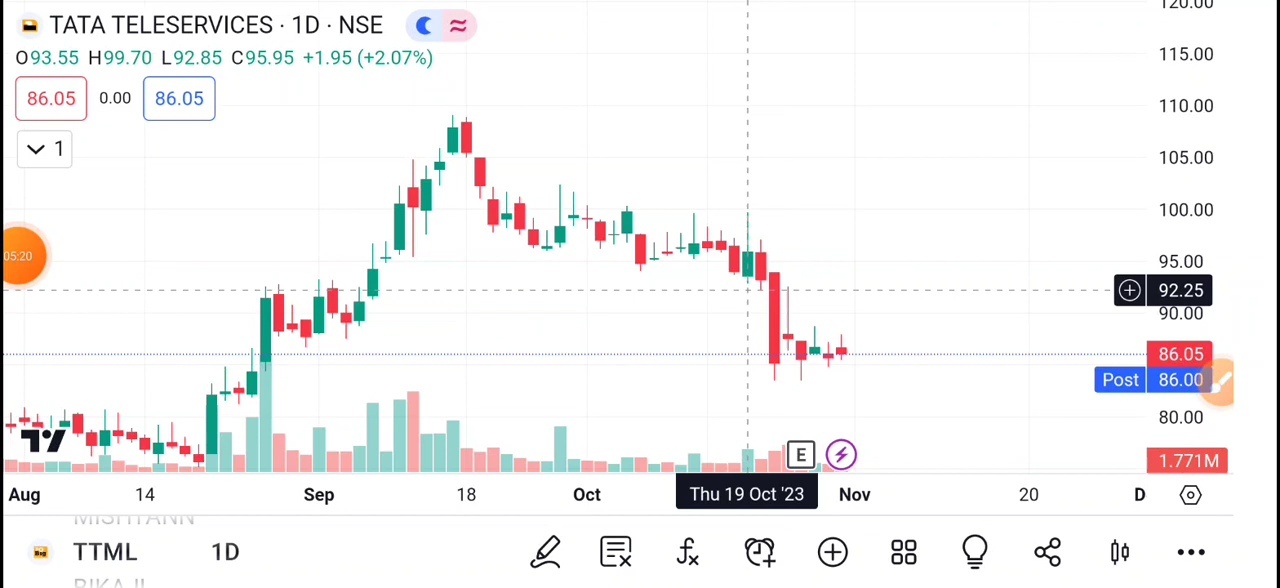 TATA TELESERVICES · 1D · NSE
O93.55 H99.70 L92.85 C95.95 +1.95 (+2.07%)
86.05 0.00 86.05
1
120.00
115.00
110.00
105.00
100.00
95.00
92.25
90.00
86.05
Post 86.00
80.00
1.771M
05:20
E
Aug 14 Sep 18 Oct Thu 19 Oct '23 Nov 20 D
MISHTANN
TTML 1D